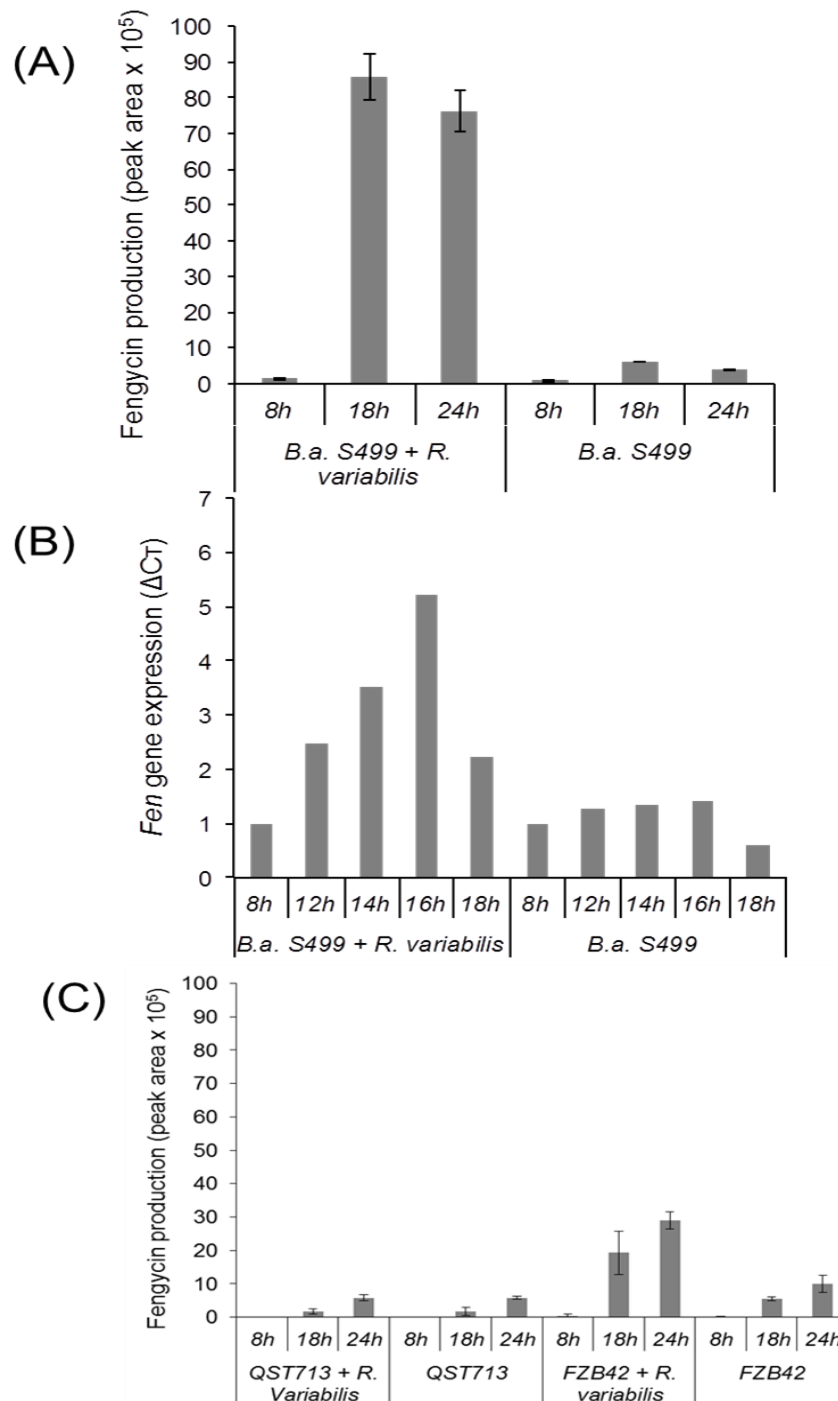 (A)
Fengycin production (peak area x 10⁵)
100
90
80
70
60
50
40
30
20
10
0
8h 18h 24h 8h 18h 24h
B.a. S499 + R. variabilis B.a. S499
(B)
Fen gene expression (ΔCT)
7
6
5
4
3
2
1
0
8h 12h 14h 16h 18h 8h 12h 14h 16h 18h
B.a. S499 + R. variabilis B.a. S499
(C)
Fengycin production (peak area x 10⁵)
100
90
80
70
60
50
40
30
20
10
0
8h 18h 24h 8h 18h 24h 8h 18h 24h 8h 18h 24h
QST713 + R. QST713 FZB42 + R. FZB42
Variabilis variabilis